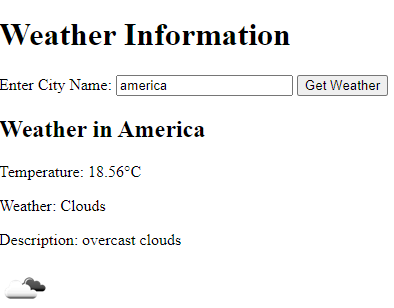 Weather Information
Enter City Name: america Get Weather
Weather in America
Temperature: 18.56°C
Weather: Clouds
Description: overcast clouds